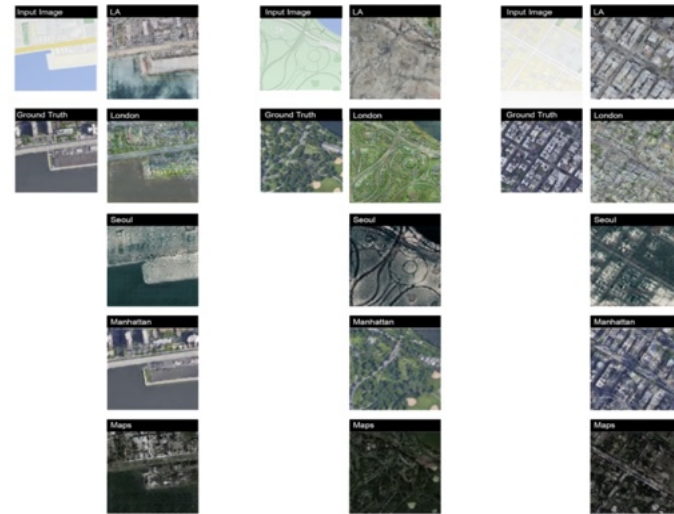 Input Image
LA
Ground Truth
London
Seoul
Manhattan
Maps
Input Image
LA
Ground Truth
London
Seoul
Manhattan
Maps
Input Image
LA
Ground Truth
London
Seoul
Manhattan
Maps